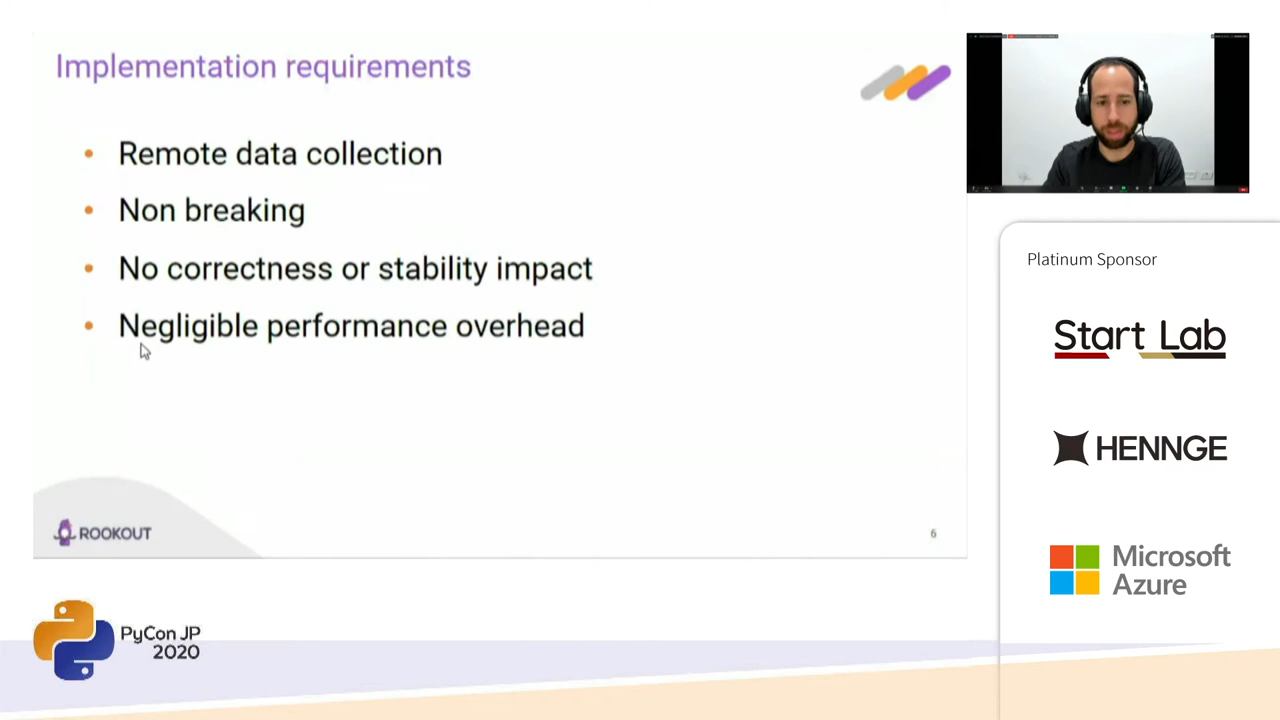 Implementation requirements
• Remote data collection
• Non breaking
• No correctness or stability impact
• Negligible performance overhead
ROOKOUT
6
Platinum Sponsor
Start Lab
HENNGE
Microsoft
Azure
PyCon JP
2020